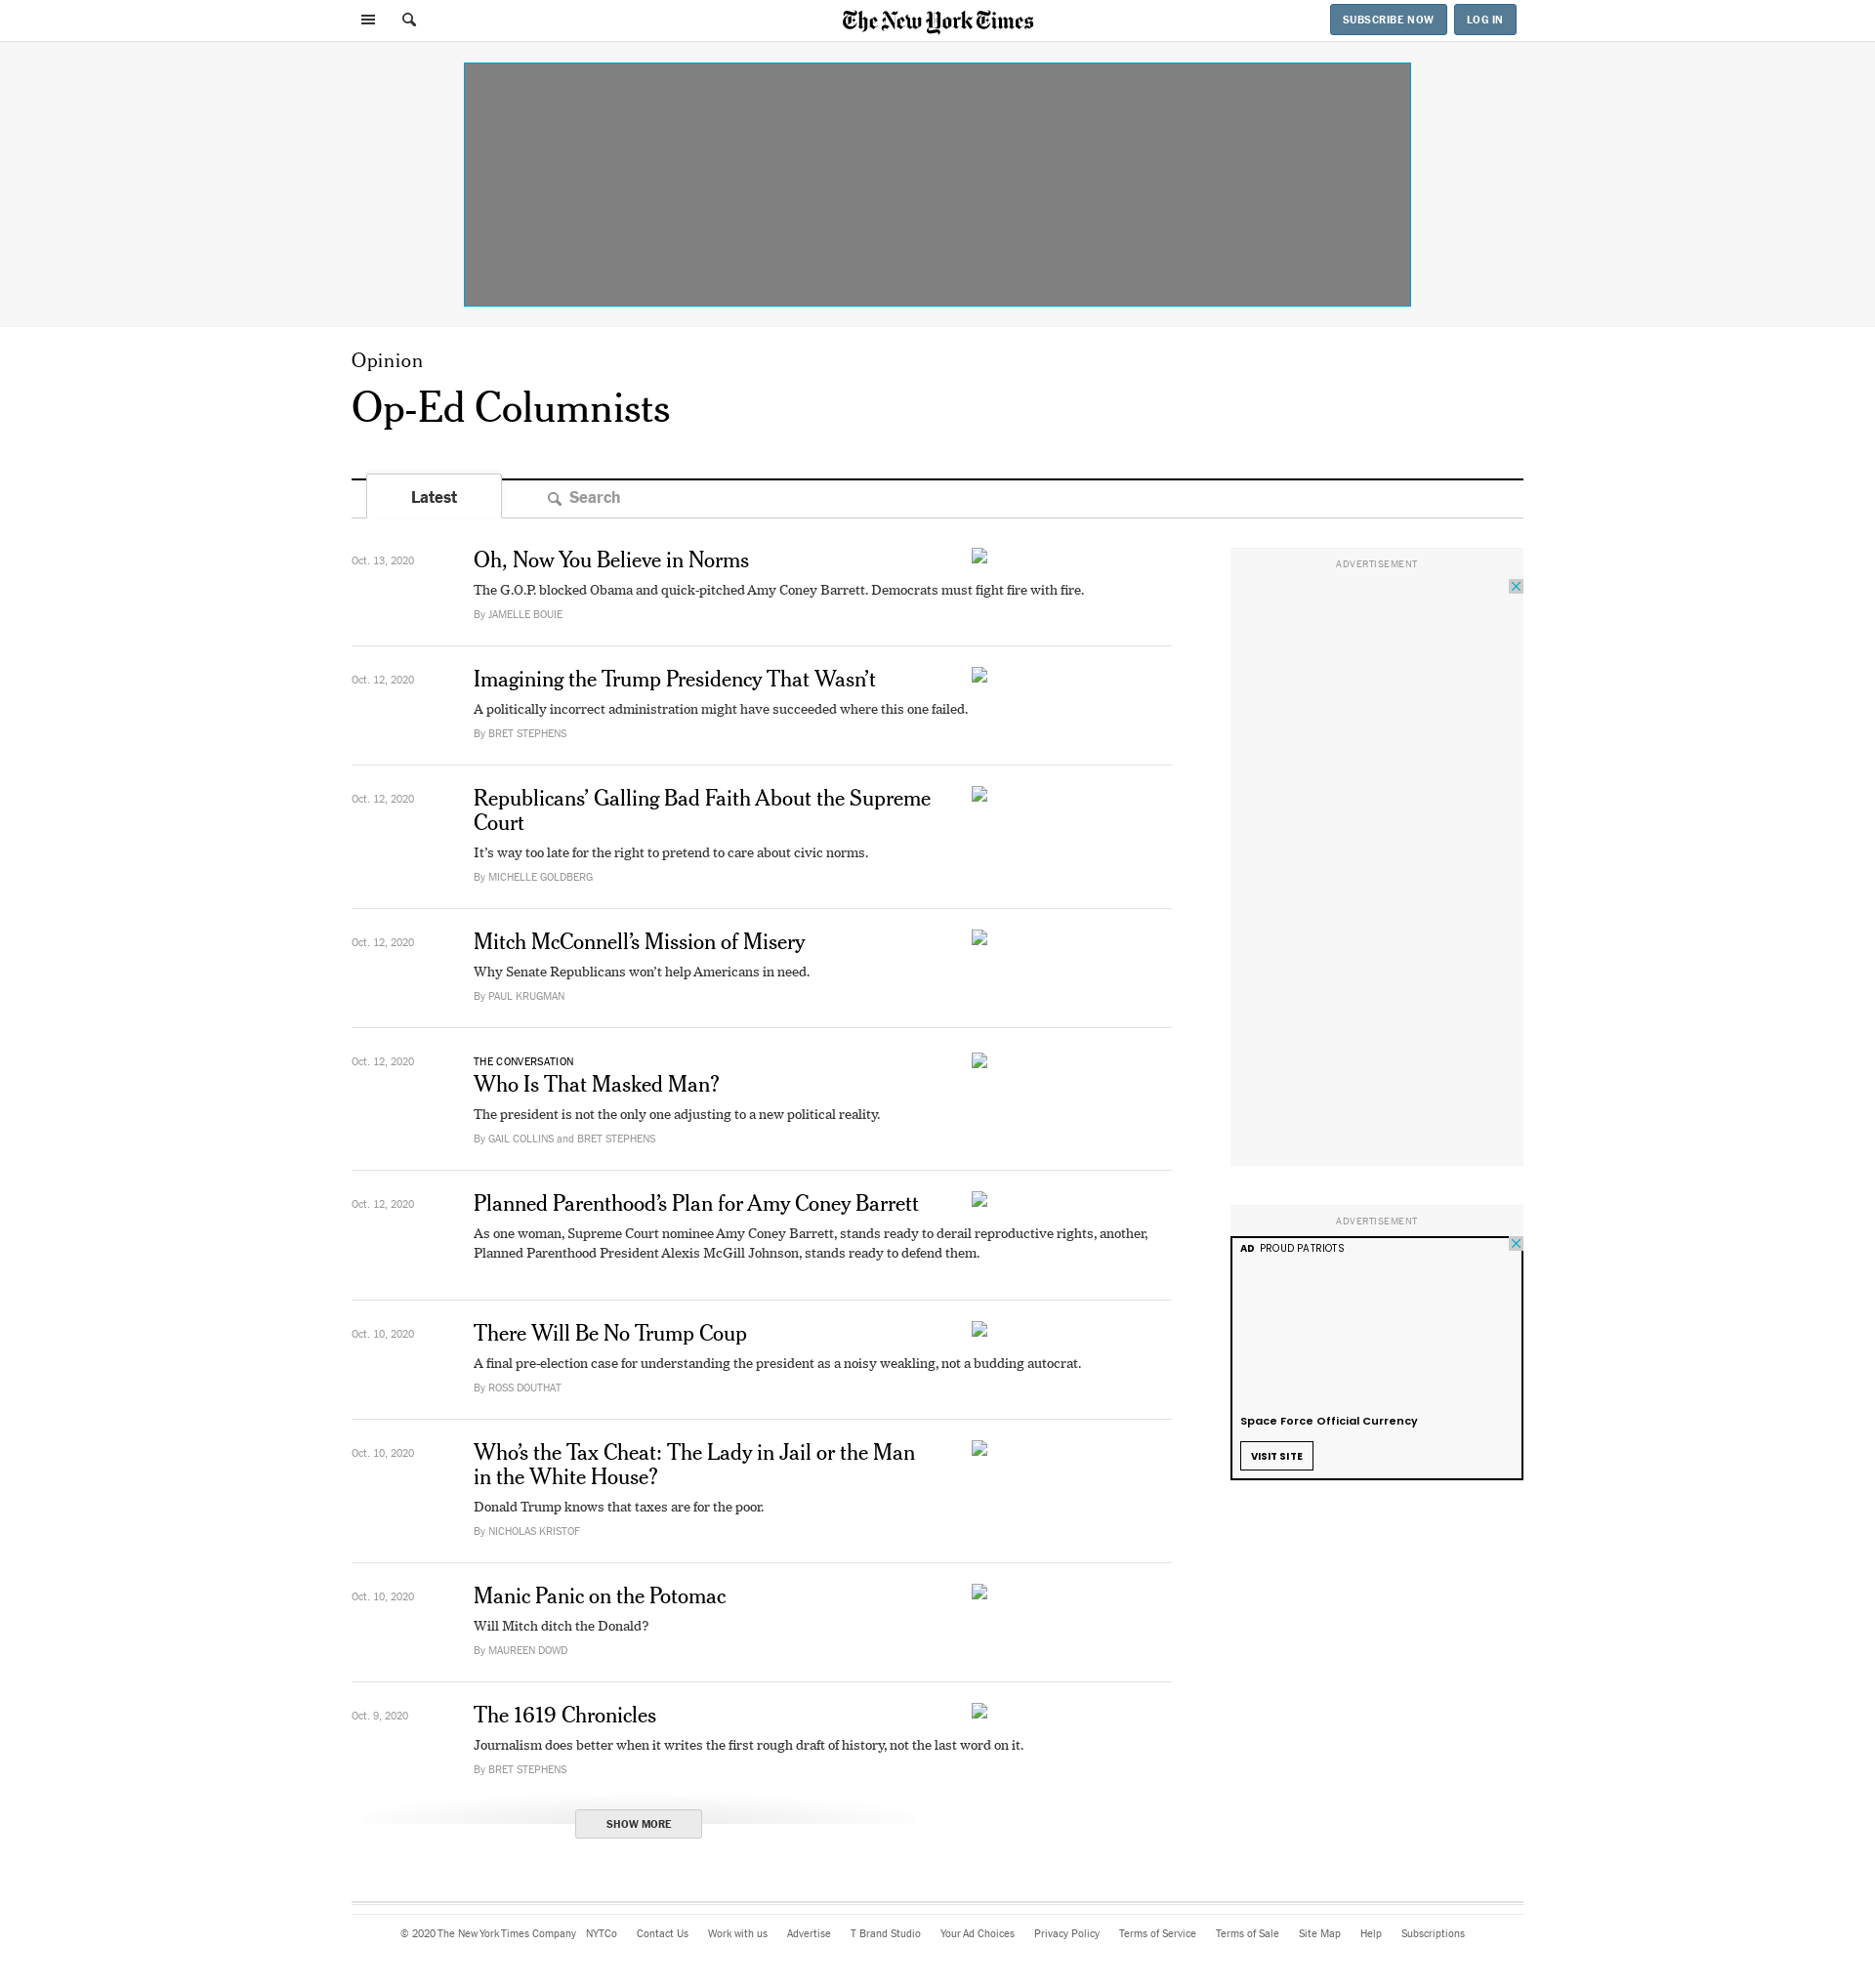 The New York Times
SUBSCRIBE NOW
LOG IN
Opinion
Op-Ed Columnists
Latest
Search
Oct. 13, 2020
Oh, Now You Believe in Norms
The G.O.P. blocked Obama and quick-pitched Amy Coney Barrett. Democrats must fight fire with fire.
By JAMELLE BOUIE
Oct. 12, 2020
Imagining the Trump Presidency That Wasn’t
A politically incorrect administration might have succeeded where this one failed.
By BRET STEPHENS
Oct. 12, 2020
Republicans’ Galling Bad Faith About the Supreme
Court
It’s way too late for the right to pretend to care about civic norms.
By MICHELLE GOLDBERG
Oct. 12, 2020
Mitch McConnell’s Mission of Misery
Why Senate Republicans won’t help Americans in need.
By PAUL KRUGMAN
Oct. 12, 2020
THE CONVERSATION
Who Is That Masked Man?
The president is not the only one adjusting to a new political reality.
By GAIL COLLINS and BRET STEPHENS
Oct. 12, 2020
Planned Parenthood’s Plan for Amy Coney Barrett
As one woman, Supreme Court nominee Amy Coney Barrett, stands ready to derail reproductive rights, another,
Planned Parenthood President Alexis McGill Johnson, stands ready to defend them.
Oct. 10, 2020
There Will Be No Trump Coup
A final pre-election case for understanding the president as a noisy weakling, not a budding autocrat.
By ROSS DOUTHAT
Oct. 10, 2020
Who’s the Tax Cheat: The Lady in Jail or the Man
in the White House?
Donald Trump knows that taxes are for the poor.
By NICHOLAS KRISTOF
Oct. 10, 2020
Manic Panic on the Potomac
Will Mitch ditch the Donald?
By MAUREEN DOWD
Oct. 9, 2020
The 1619 Chronicles
Journalism does better when it writes the first rough draft of history, not the last word on it.
By BRET STEPHENS
SHOW MORE
ADVERTISEMENT
ADVERTISEMENT
AD PROUD PATRIOTS
Space Force Official Currency
VISIT SITE
© 2020 The New York Times Company NYTCo Contact Us Work with us Advertise T Brand Studio Your Ad Choices Privacy Policy Terms of Service Terms of Sale Site Map Help Subscriptions